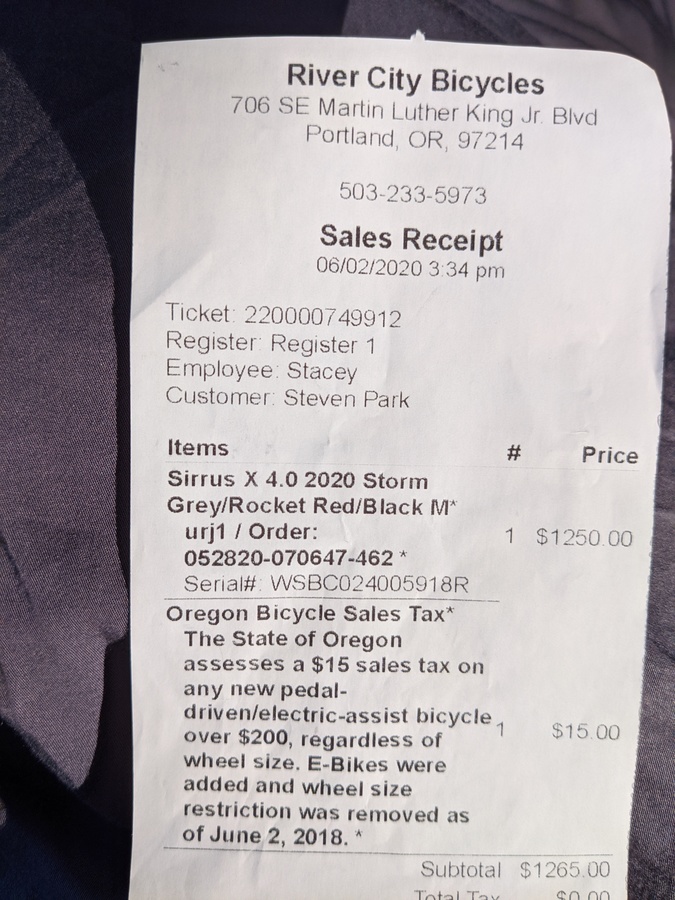 River City Bicycles
706 SE Martin Luther King Jr. Blvd
Portland, OR, 97214
503-233-5973
Sales Receipt
06/02/2020 3:34 pm
Ticket: 220000749912
Register: Register 1
Employee: Stacey
Customer: Steven Park
Items # Price
Sirrus X 4.0 2020 Storm
Grey/Rocket Red/Black M*
urj1 / Order:
052820-070647-462 *
1 $1250.00
Serial#: WSBC024005918R
Oregon Bicycle Sales Tax*
The State of Oregon
assesses a $15 sales tax on
any new pedal-
driven/electric-assist bicycle
over $200, regardless of
1 $15.00
wheel size. E-Bikes were
added and wheel size
restriction was removed as
of June 2, 2018. *
Subtotal $1265.00
Total Tax $0.00